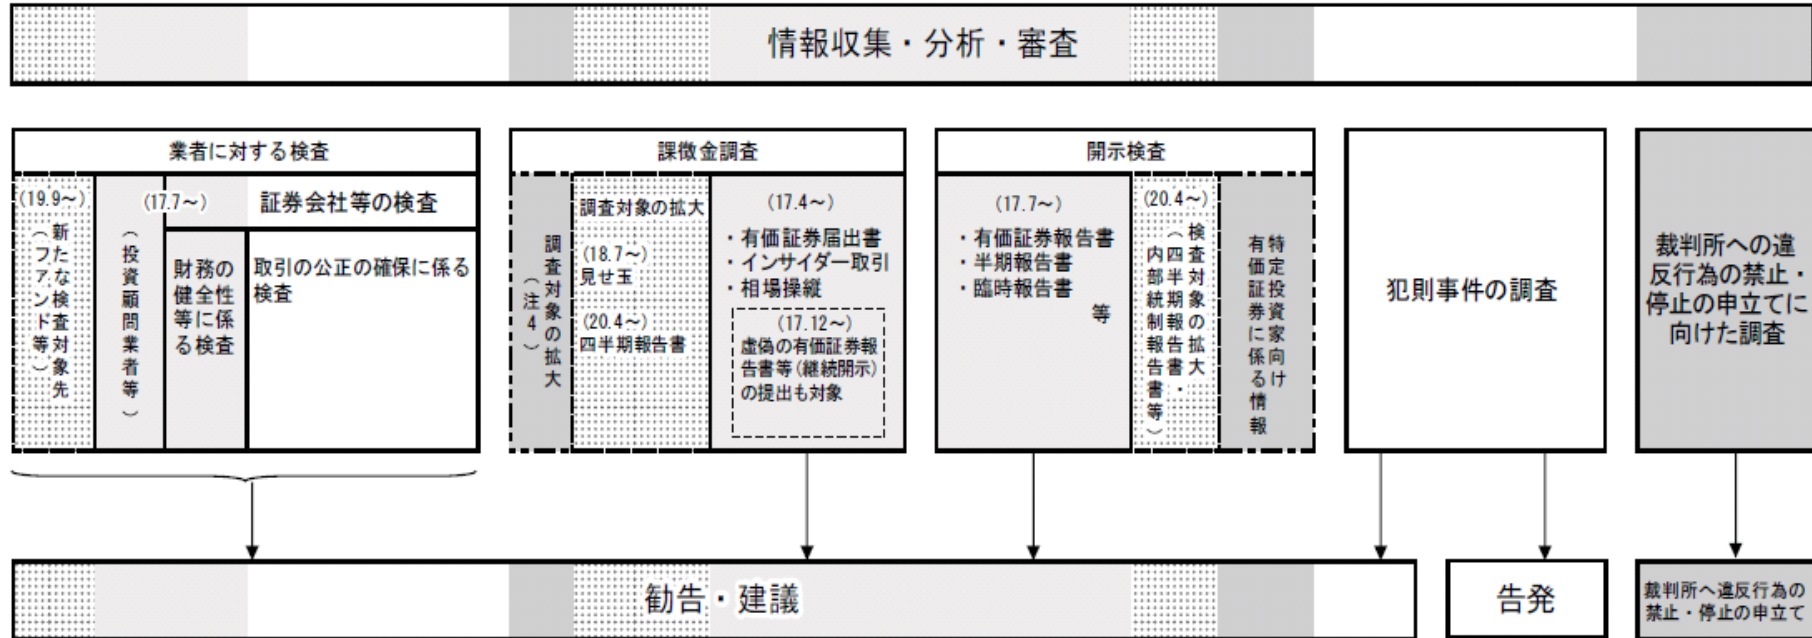 情報収集・分析・審査
業者に対する検査
(19.9～)
新たな検査対象先
（ファンド等）
(17.7～)
（投資顧問業者等）
証券会社等の検査
財務の
健全性
等に係
る検査
取引の公正の確保に係る
検査
課徴金調査
調査対象の拡大
（注４）
調査対象の拡大
(18.7～)
見せ玉
(20.4～)
四半期報告書
(17.4～)
・有価証券届出書
・インサイダー取引
・相場操縦
(17.12～)
虚偽の有価証券報
告書等(継続開示)
の提出も対象
開示検査
(17.7～)
・有価証券報告書
・半期報告書
・臨時報告書
等
(20.4～)
検査対象の拡大
（四半期報告書・
内部統制報告書等）
特定投資家向け
有価証券に係る情報
犯則事件の調査
裁判所への違
反行為の禁止・
停止の申立てに
向けた調査
勧告・建議
告発
裁判所へ違反行為の
禁止・停止の申立て